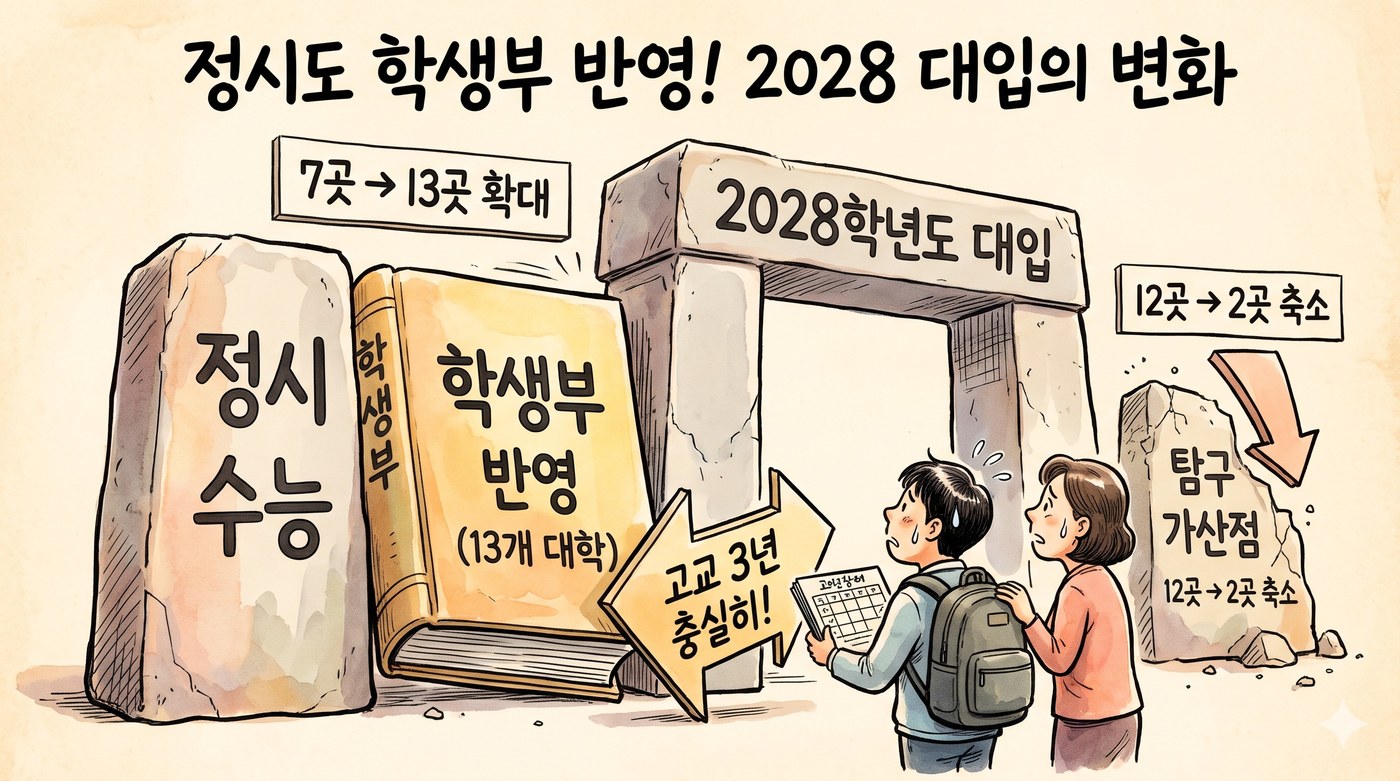 정시도 학생부 반영! 2028 대입의 변화
7곳 → 13곳 확대
2028학년도 대입
12곳 → 2곳 축소
정시
수능
학생부
학생부
반영
(13개 대학)
고교 3년
충실히!
탐구
가산점
12곳 → 2곳 축소